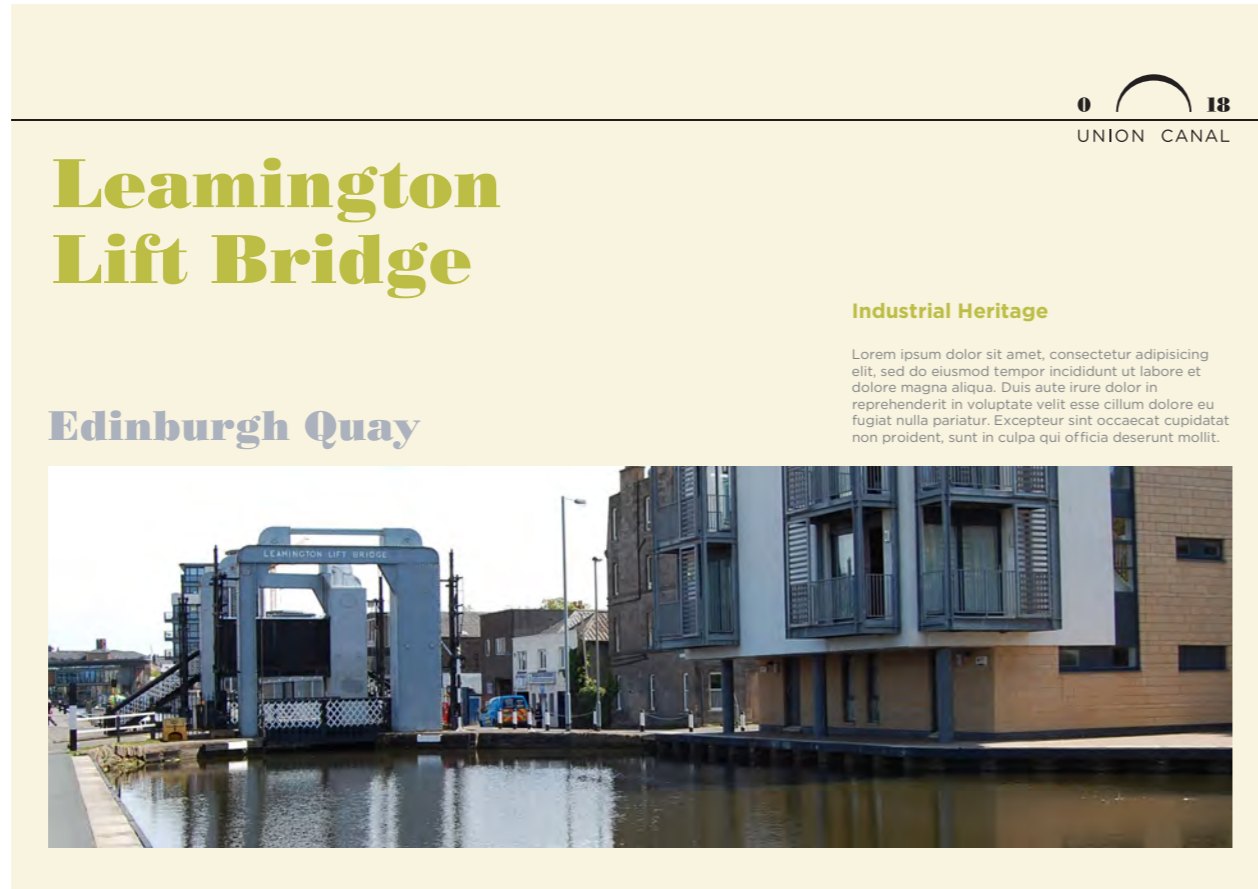 0 18
UNION CANAL
Leamington
Lift Bridge
Industrial Heritage
Lorem ipsum dolor sit amet, consectetur adipisicing
elit, sed do eiusmod tempor incididunt ut labore et
dolore magna aliqua. Duis aute irure dolor in
reprehenderit in voluptate velit esse cillum dolore eu
fugiat nulla pariatur. Excepteur sint occaecat cupidatat
non proident, sunt in culpa qui officia deserunt mollit.
Edinburgh Quay
LEAMINGTON LIFT BRIDGE